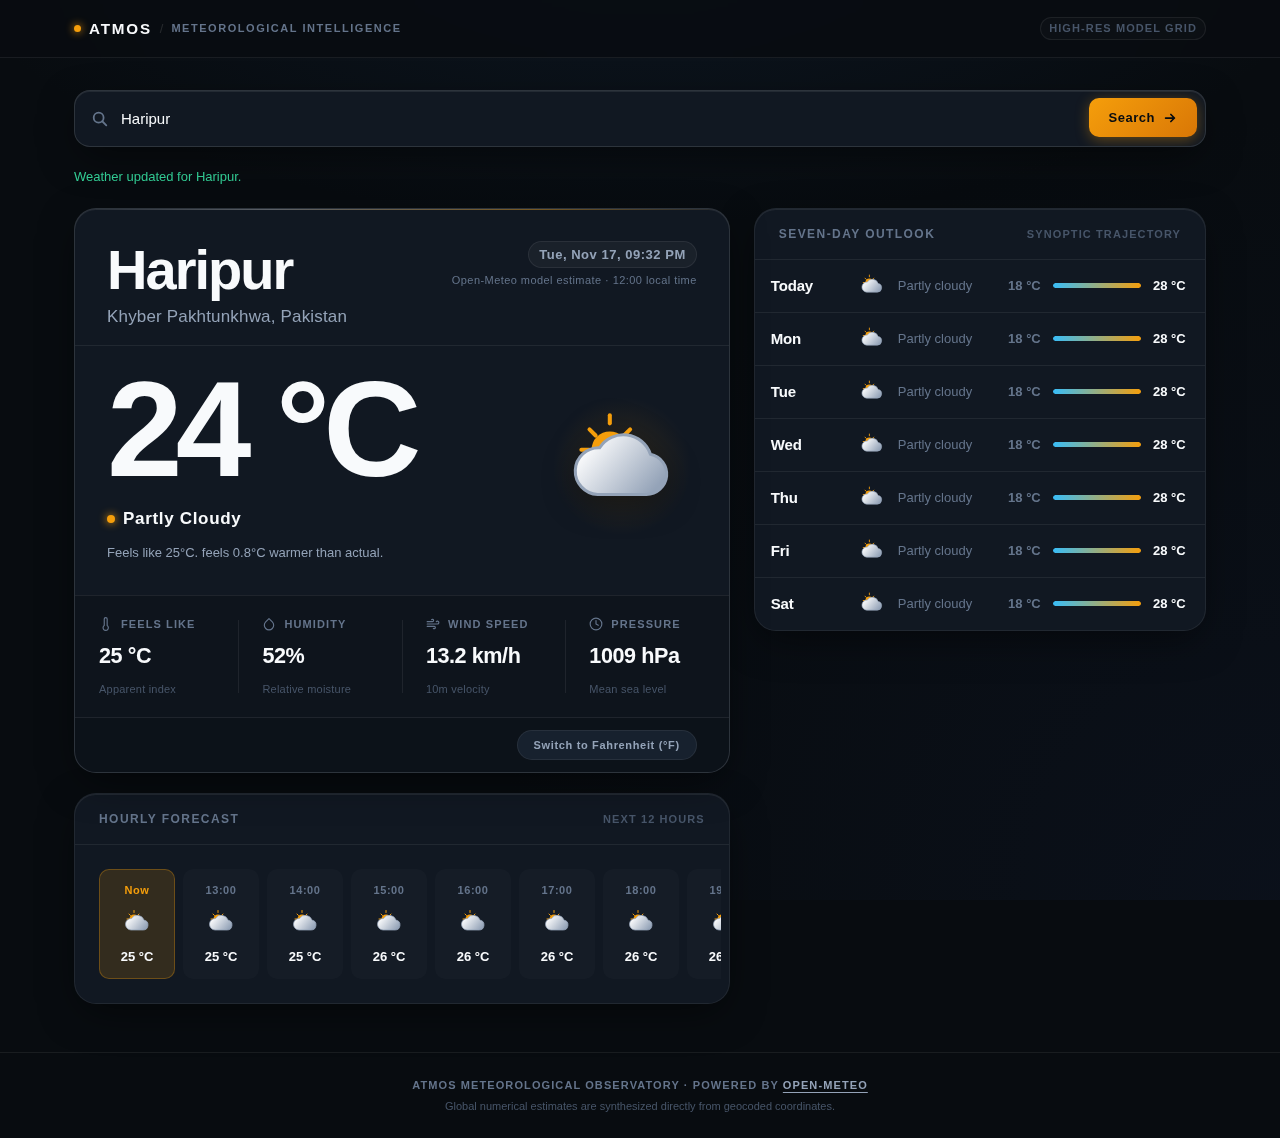 ATMOS / METEOROLOGICAL INTELLIGENCE
HIGH-RES MODEL GRID
Haripur
Search
Weather updated for Haripur.
Haripur
Khyber Pakhtunkhwa, Pakistan
Tue, Nov 17, 09:32 PM
Open-Meteo model estimate · 12:00 local time
24 °C
Partly Cloudy
Feels like 25°C. feels 0.8°C warmer than actual.
FEELS LIKE
25 °C
Apparent index
HUMIDITY
52%
Relative moisture
WIND SPEED
13.2 km/h
10m velocity
PRESSURE
1009 hPa
Mean sea level
Switch to Fahrenheit (°F)
SEVEN-DAY OUTLOOK
SYNOPTIC TRAJECTORY
Today Partly cloudy 18 °C 28 °C
Mon Partly cloudy 18 °C 28 °C
Tue Partly cloudy 18 °C 28 °C
Wed Partly cloudy 18 °C 28 °C
Thu Partly cloudy 18 °C 28 °C
Fri Partly cloudy 18 °C 28 °C
Sat Partly cloudy 18 °C 28 °C
HOURLY FORECAST
NEXT 12 HOURS
Now 13:00 14:00 15:00 16:00 17:00 18:00 19
25 °C 25 °C 25 °C 26 °C 26 °C 26 °C 26 °C 26
ATMOS METEOROLOGICAL OBSERVATORY · POWERED BY OPEN-METEO
Global numerical estimates are synthesized directly from geocoded coordinates.